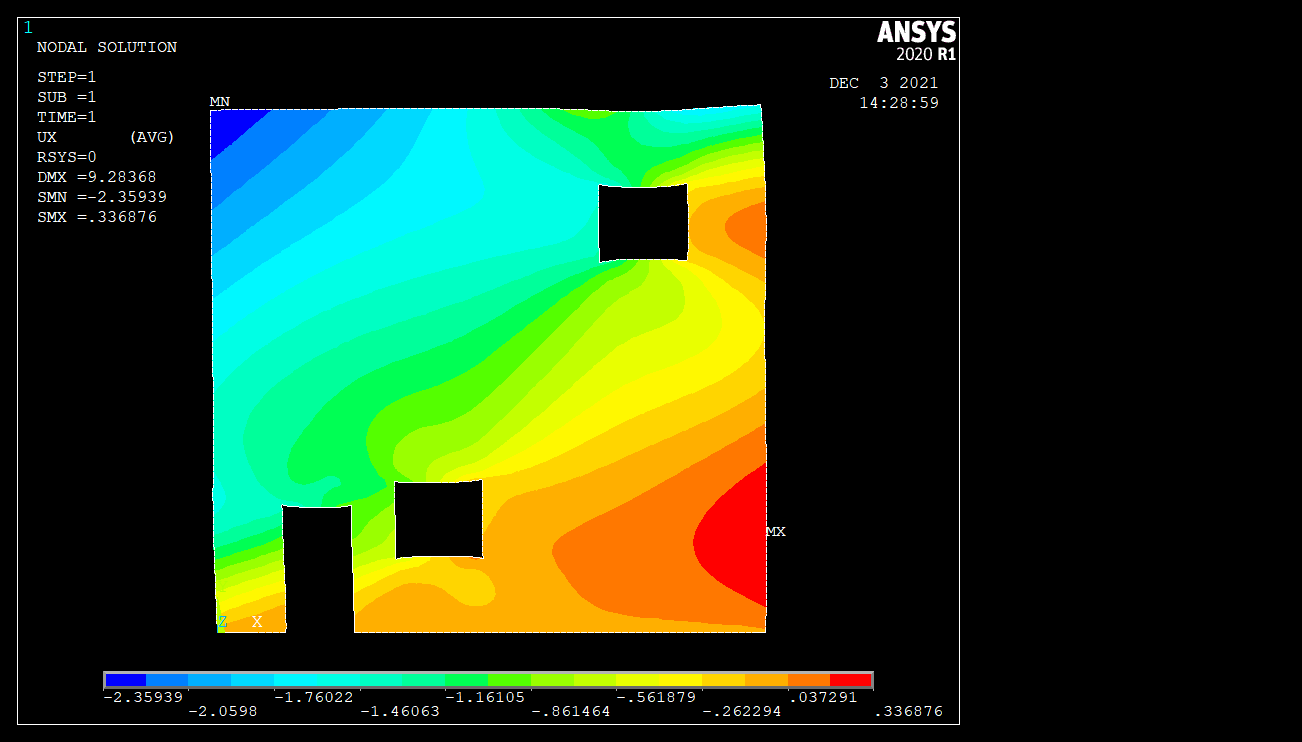 1
NODAL SOLUTION
STEP=1
SUB =1
TIME=1
UX (AVG)
RSYS=0
DMX =9.28368
SMN =-2.35939
SMX =.336876
ANSYS
2020 R1
DEC 3 2021
14:28:59
MN
MX
Z X
-2.35939 -1.76022 -1.16105 -.561879 .037291
-2.0598 -1.46063 -.861464 -.262294 .336876